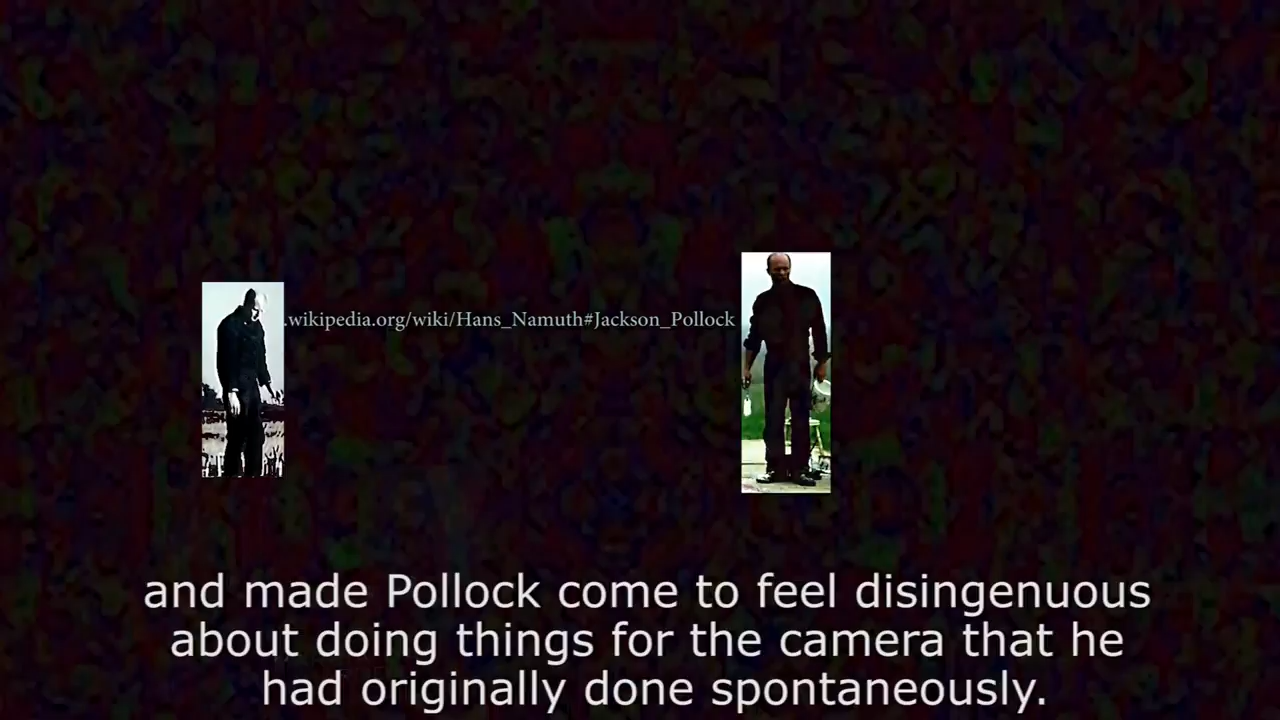 .wikipedia.org/wiki/Hans_Namuth#Jackson_Pollock
and made Pollock come to feel disingenuous
about doing things for the camera that he
had originally done spontaneously.